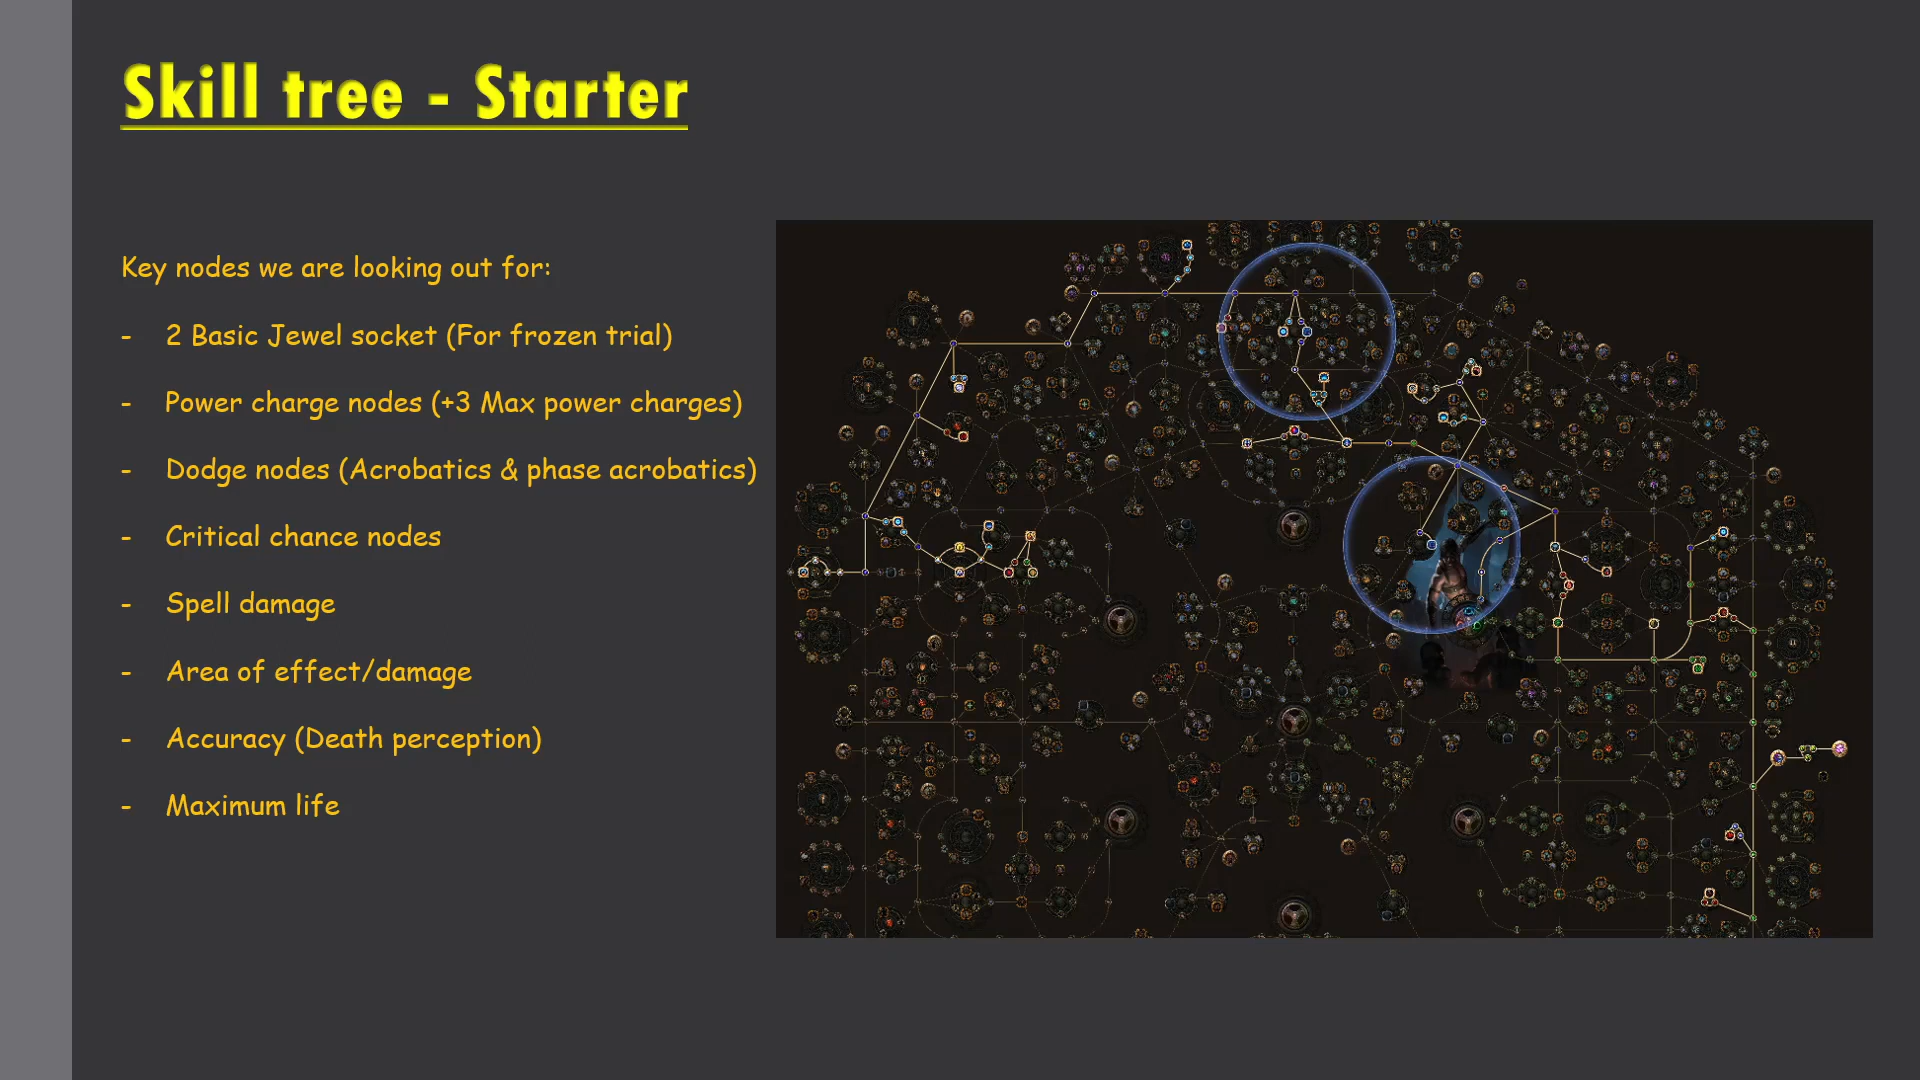 Skill tree - Starter
Key nodes we are looking out for:
- 2 Basic Jewel socket (For frozen trial)
- Power charge nodes (+3 Max power charges)
- Dodge nodes (Acrobatics & phase acrobatics)
- Critical chance nodes
- Spell damage
- Area of effect/damage
- Accuracy (Death perception)
- Maximum life